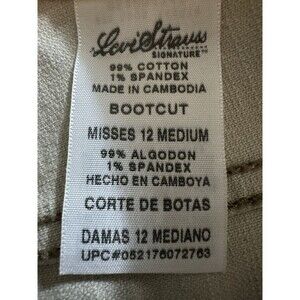 Levi Strauss
SIGNATURE™
99% COTTON
1% SPANDEX
MADE IN CAMBODIA
BOOTCUT
MISSES 12 MEDIUM
99% ALGODON
1% SPANDEX
HECHO EN CAMBOYA
CORTE DE BOTAS
DAMAS 12 MEDIANO
UPC#052176072763